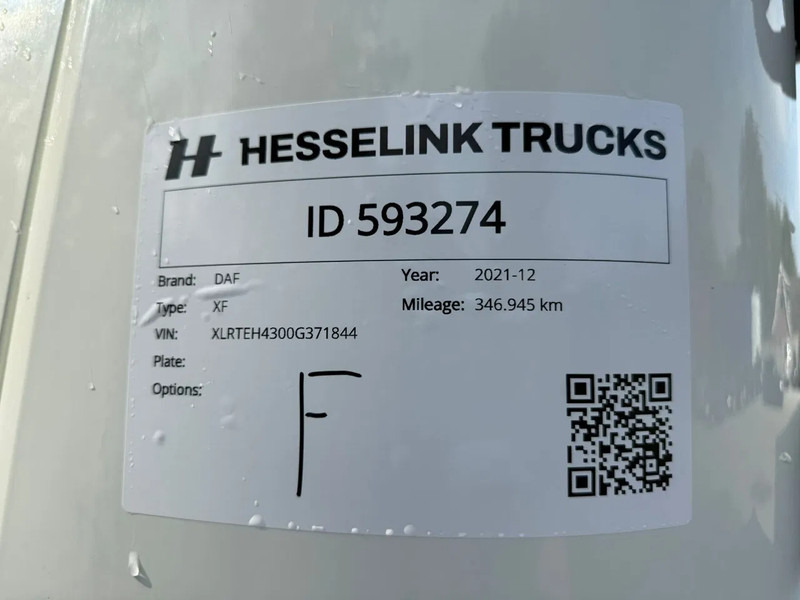 H HESSELINK TRUCKS
ID 593274
Brand: DAF
Type: XF
VIN: XLRTEH4300G371844
Plate:
Options:
Year: 2021-12
Mileage: 346.945 km
F